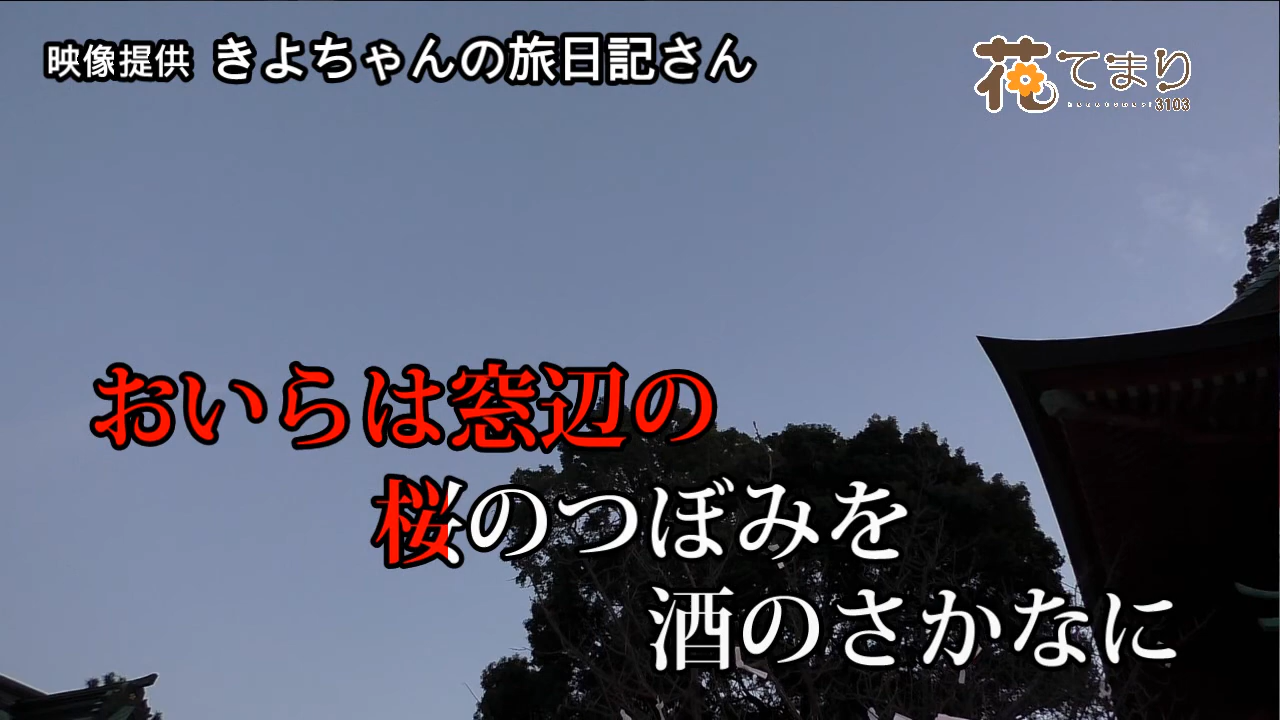 映像提供 きよちゃんの旅日記さん
花てまり
hanatemari 3103
おいらは窓辺の
桜のつぼみを
酒のさかなに